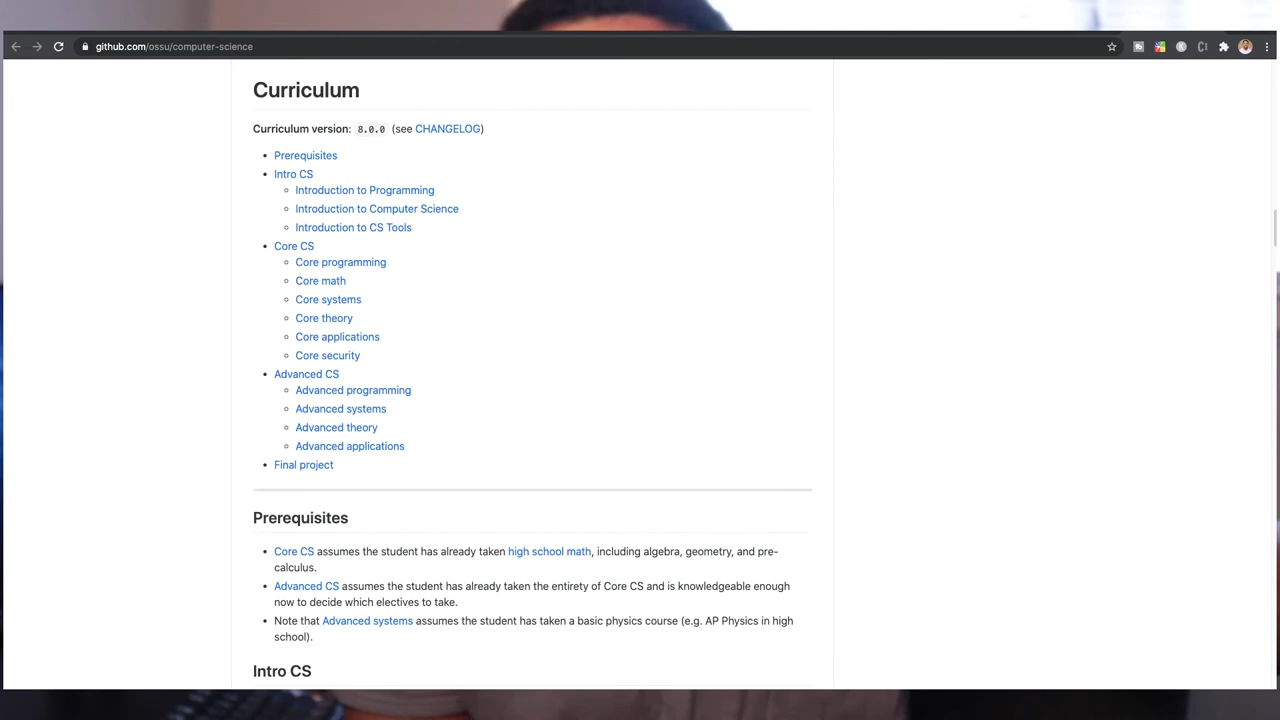 github.com/ossu/computer-science
Curriculum
Curriculum version: 8.0.0 (see CHANGELOG)
• Prerequisites
• Intro CS
◦ Introduction to Programming
◦ Introduction to Computer Science
◦ Introduction to CS Tools
• Core CS
◦ Core programming
◦ Core math
◦ Core systems
◦ Core theory
◦ Core applications
◦ Core security
• Advanced CS
◦ Advanced programming
◦ Advanced systems
◦ Advanced theory
◦ Advanced applications
• Final project
Prerequisites
• Core CS assumes the student has already taken high school math, including algebra, geometry, and pre-
calculus.
• Advanced CS assumes the student has already taken the entirety of Core CS and is knowledgeable enough
now to decide which electives to take.
• Note that Advanced systems assumes the student has taken a basic physics course (e.g. AP Physics in high
school).
Intro CS